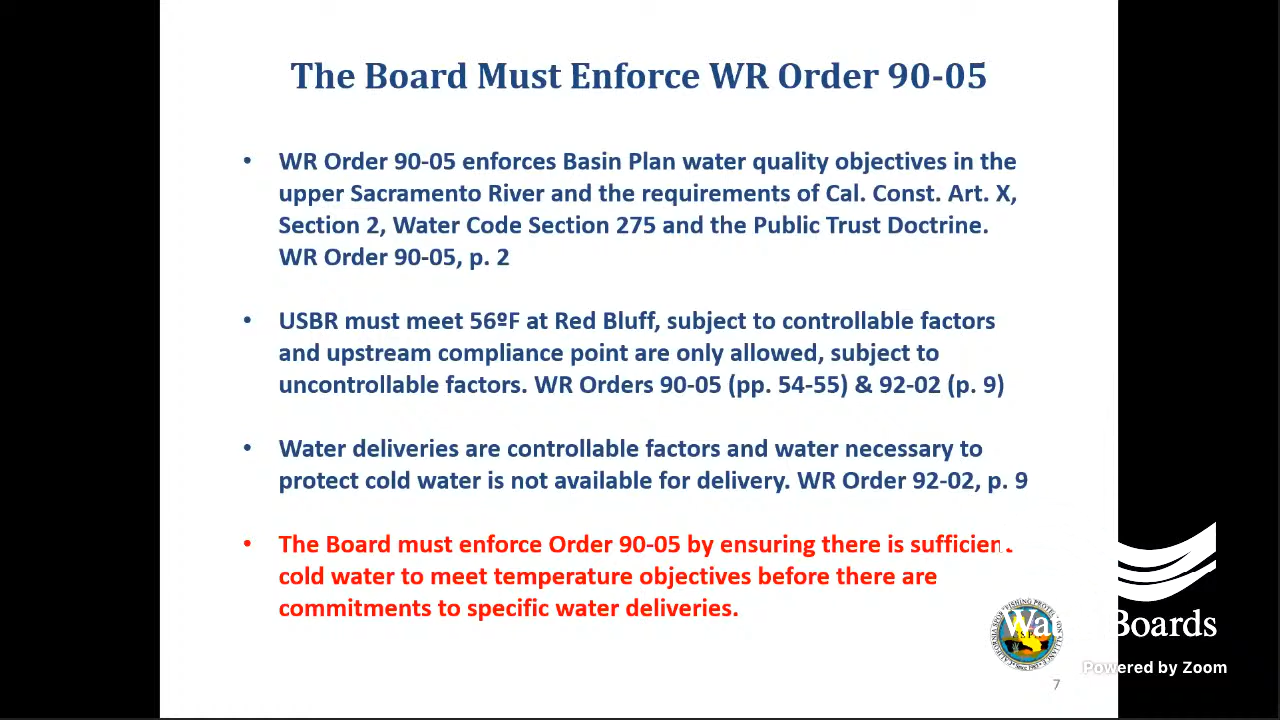 The Board Must Enforce WR Order 90-05
• WR Order 90-05 enforces Basin Plan water quality objectives in the
upper Sacramento River and the requirements of Cal. Const. Art. X,
Section 2, Water Code Section 275 and the Public Trust Doctrine.
WR Order 90-05, p. 2
• USBR must meet 56ºF at Red Bluff, subject to controllable factors
and upstream compliance point are only allowed, subject to
uncontrollable factors. WR Orders 90-05 (pp. 54-55) & 92-02 (p. 9)
• Water deliveries are controllable factors and water necessary to
protect cold water is not available for delivery. WR Order 92-02, p. 9
• The Board must enforce Order 90-05 by ensuring there is
cold water to meet temperature objectives before there are
commitments to specific water deliveries.
Boards
Powered by Zoom
7